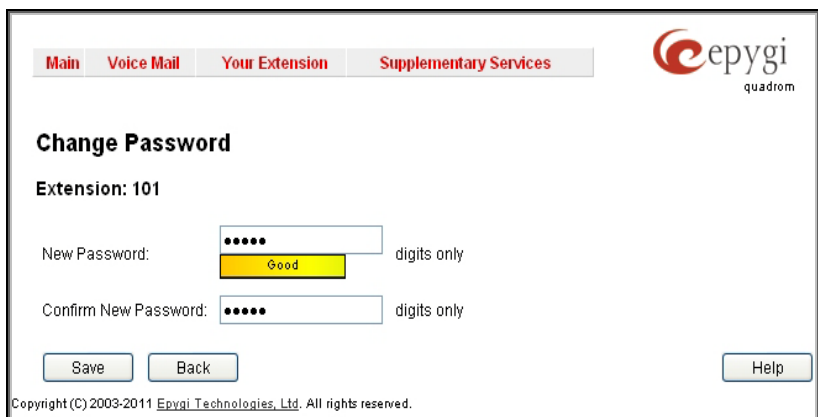 Main Voice Mail Your Extension Supplementary Services
epygi
quadrom
Change Password
Extension: 101
New Password: ••••• digits only
Good
Confirm New Password: ••••• digits only
Save Back Help
Copyright (C) 2003-2011 Epygi Technologies, Ltd. All rights reserved.